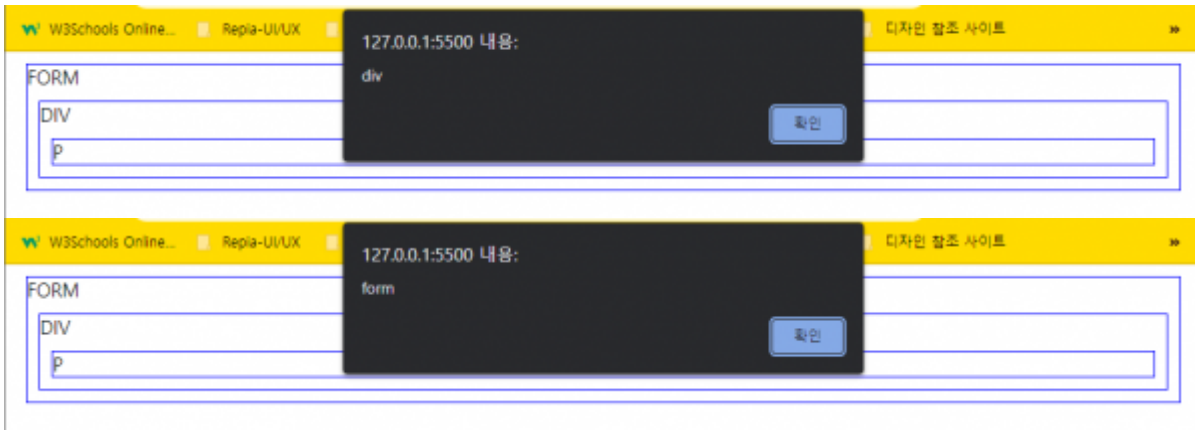 W3Schools Online... Repia-UI/UX 디자인 참조 사이트 »
127.0.0.1:5500 내용:
div
확인
FORM
DIV
P
W3Schools Online... Repia-UI/UX 디자인 참조 사이트 »
127.0.0.1:5500 내용:
form
확인
FORM
DIV
P